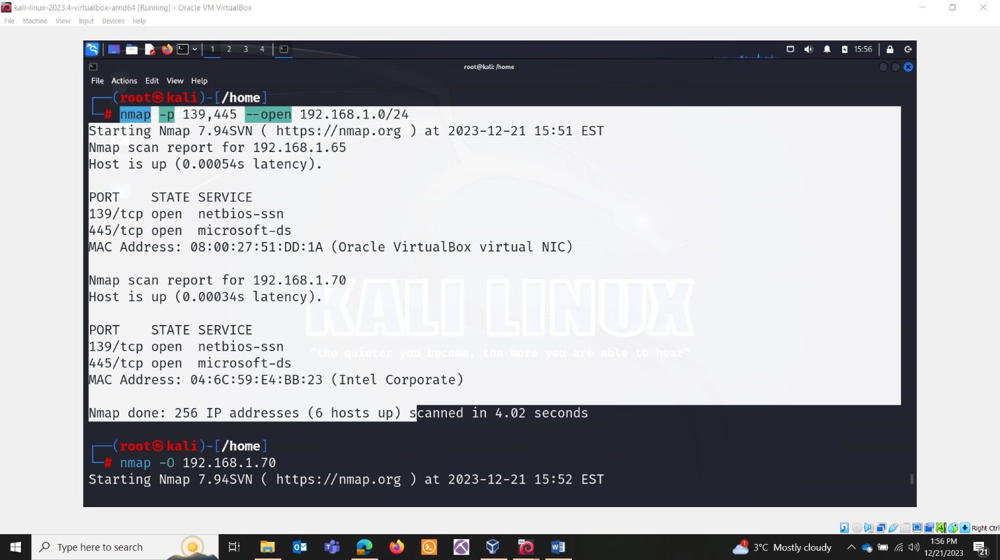 kali-linux-2023.4-virtualbox-amd64 [Running] - Oracle VM VirtualBox
File Machine View Input Devices Help
1 2 3 4 15:56
root@kali: /home
File Actions Edit View Help
┌──(root㉿kali)-[/home]
└─# nmap -p 139,445 --open 192.168.1.0/24
Starting Nmap 7.94SVN ( https://nmap.org ) at 2023-12-21 15:51 EST
Nmap scan report for 192.168.1.65
Host is up (0.00054s latency).
PORT    STATE SERVICE
139/tcp open  netbios-ssn
445/tcp open  microsoft-ds
MAC Address: 08:00:27:51:DD:1A (Oracle VirtualBox virtual NIC)
Nmap scan report for 192.168.1.70
Host is up (0.00034s latency).
KALI LINUX
PORT    STATE SERVICE
139/tcp open  netbios-ssn
"the quieter you become, the more you are able to hear"
445/tcp open  microsoft-ds
MAC Address: 04:6C:59:E4:BB:23 (Intel Corporate)
Nmap done: 256 IP addresses (6 hosts up) scanned in 4.02 seconds
┌──(root㉿kali)-[/home]
└─# nmap -O 192.168.1.70
Starting Nmap 7.94SVN ( https://nmap.org ) at 2023-12-21 15:52 EST
Right Ctrl
Type here to search
1 3°C Mostly cloudy
1:56 PM
12/21/2023
21